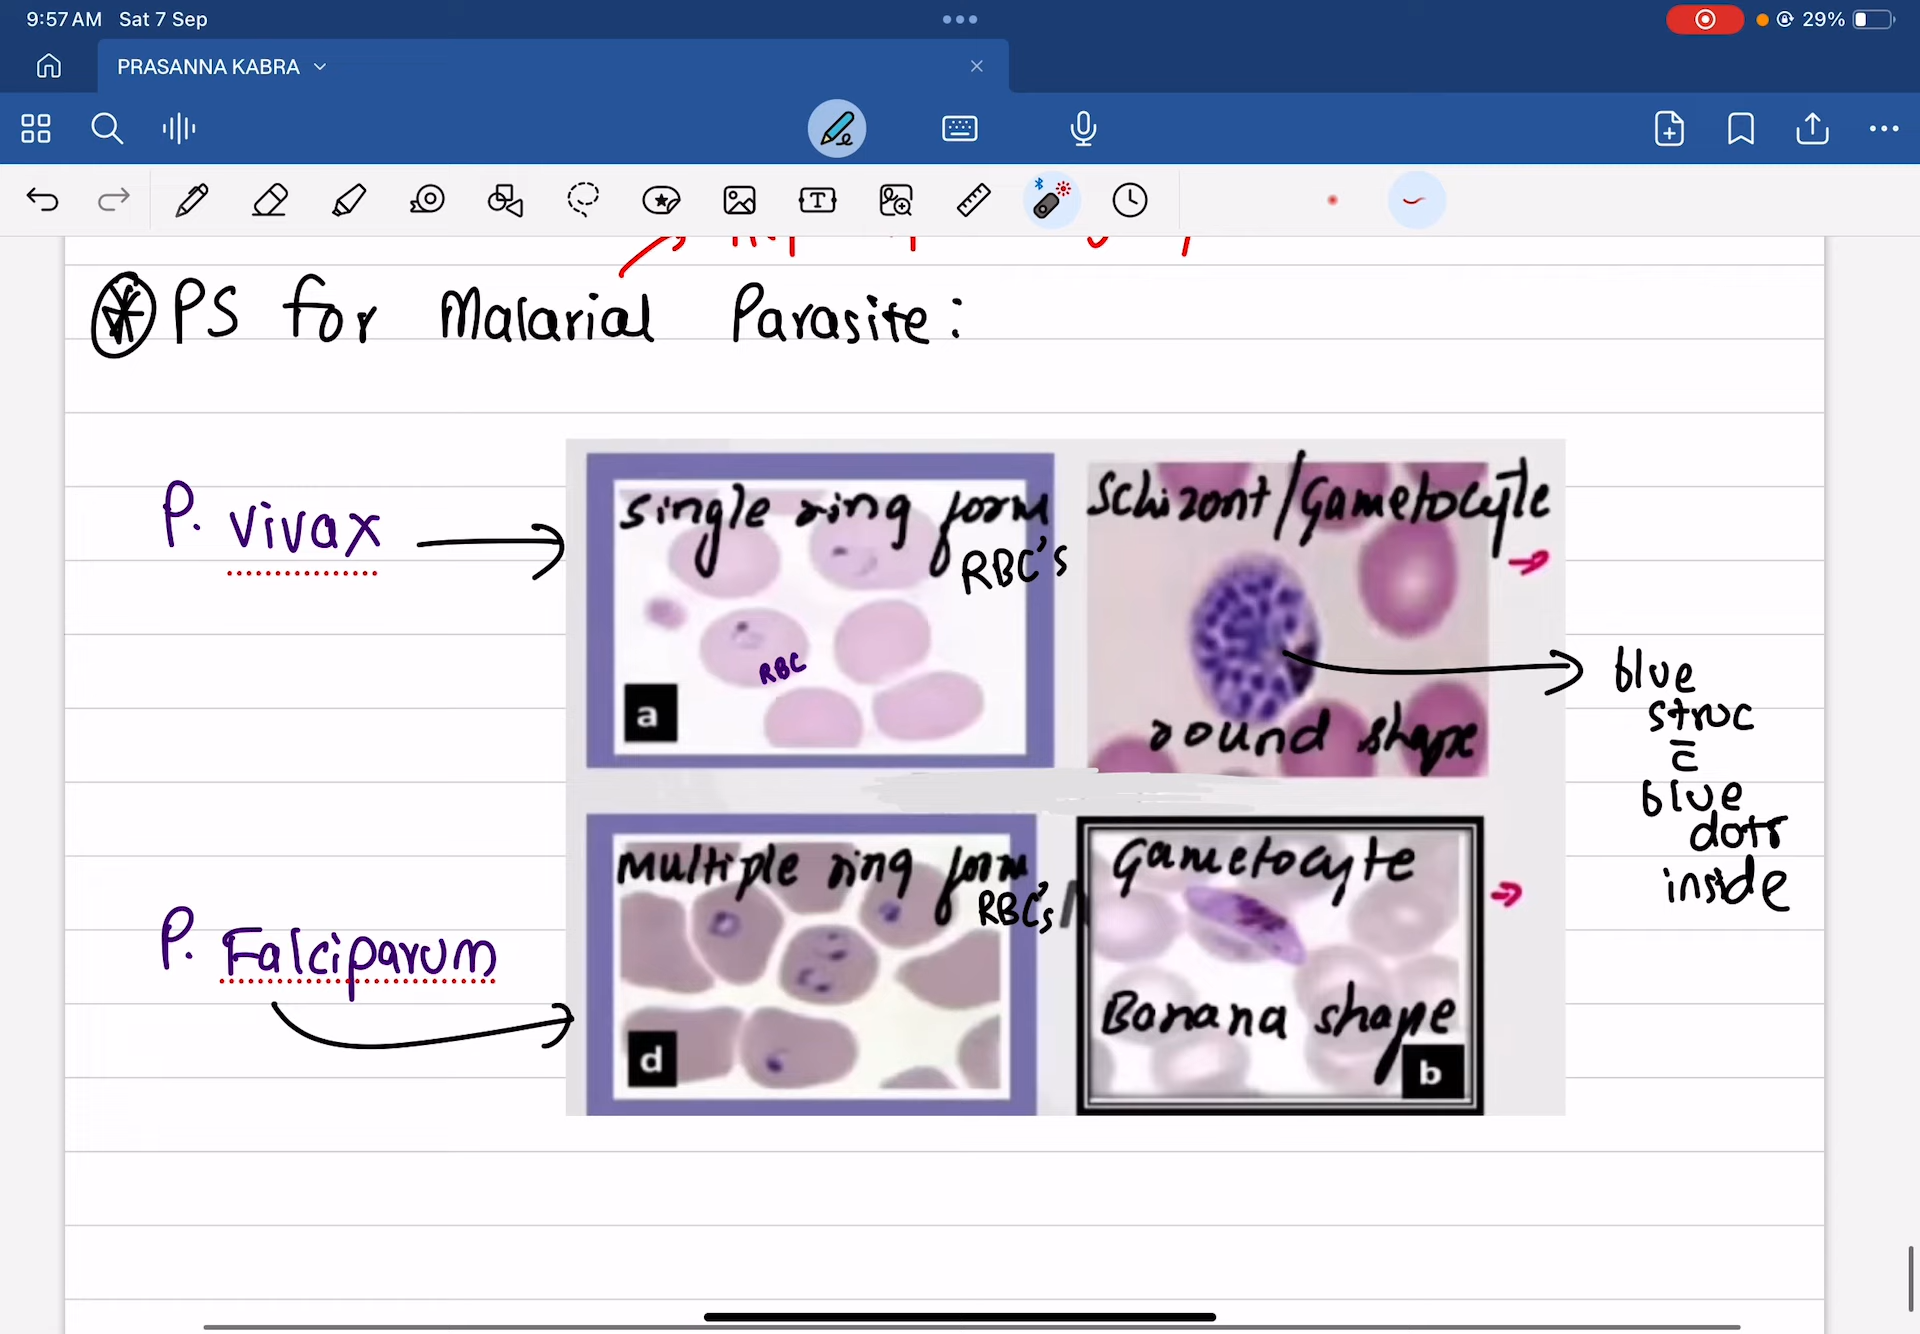 9:57 AM Sat 7 Sep
29%
PRASANNA KABRA
PS for Malarial Parasite:
P. vivax
single ring form
RBC's
RBC
a
Schizont/Gametocyte
round shape
blue
struc
c̄
blue
dots
inside
P. Falciparum
Multiple ring form
RBC's
d
Gametocyte
Banana shape
b